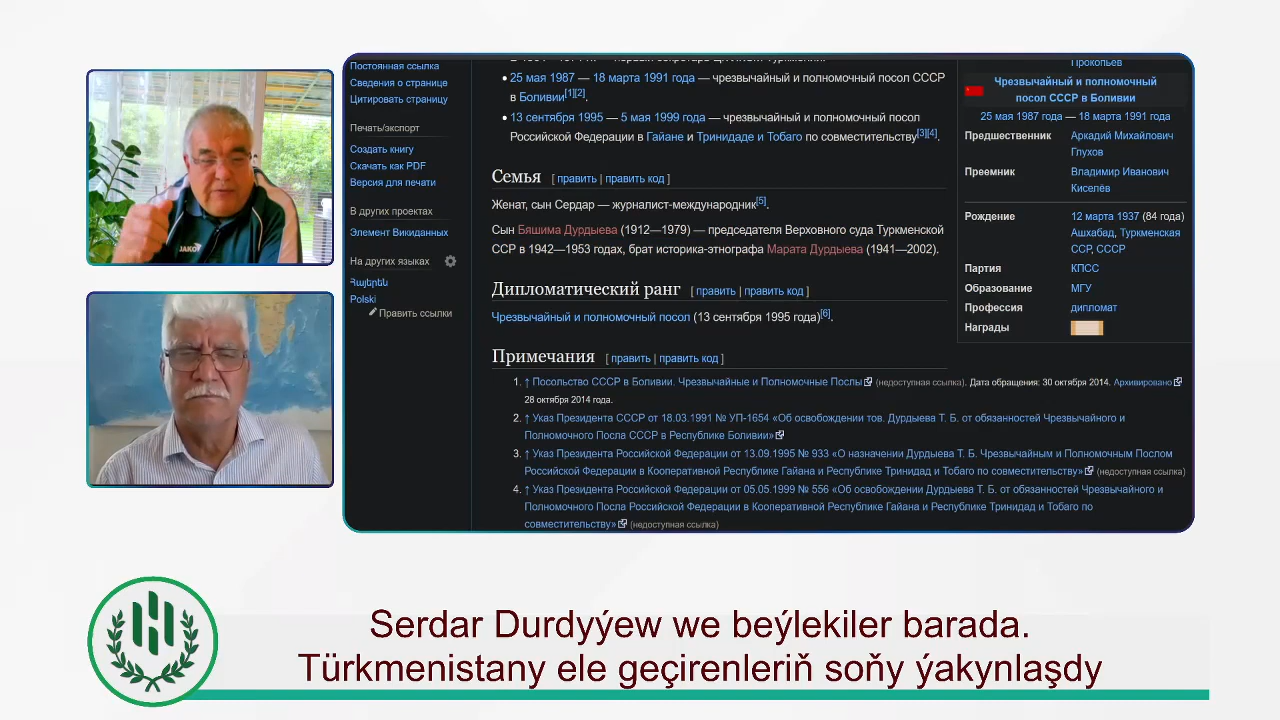 JAKO
Постоянная ссылка
Сведения о странице
Цитировать страницу
Печать/экспорт
Создать книгу
Скачать как PDF
Версия для печати
В других проектах
Элемент Викиданных
На других языках
Հայերեն
Polski
Править ссылки
• 25 мая 1987 — 18 марта 1991 года — чрезвычайный и полномочный посол СССР
в Боливии[1][2].
• 13 сентября 1995 — 5 мая 1999 года — чрезвычайный и полномочный посол
Российской Федерации в Гайане и Тринидаде и Тобаго по совместительству[3][4].
Семья [ править | править код ]
Женат, сын Сердар — журналист-международник[5].
Сын Бяшима Дурдыева (1912—1979) — председателя Верховного суда Туркменской
ССР в 1942—1953 годах, брат историка-этнографа Марата Дурдыева (1941—2002).
Дипломатический ранг [ править | править код ]
Чрезвычайный и полномочный посол (13 сентября 1995 года)[6].
Примечания [ править | править код ]
1. ↑ Посольство СССР в Боливии. Чрезвычайные и Полномочные Послы (недоступная ссылка). Дата обращения: 30 октября 2014. Архивировано
28 октября 2014 года.
2. ↑ Указ Президента СССР от 18.03.1991 № УП-1654 «Об освобождении тов. Дурдыева Т. Б. от обязанностей Чрезвычайного и
Полномочного Посла СССР в Республике Боливии»
3. ↑ Указ Президента Российской Федерации от 13.09.1995 № 933 «О назначении Дурдыева Т. Б. Чрезвычайным и Полномочным Послом
Российской Федерации в Кооперативной Республике Гайана и Республике Тринидад и Тобаго по совместительству» (недоступная ссылка)
4. ↑ Указ Президента Российской Федерации от 05.05.1999 № 556 «Об освобождении Дурдыева Т. Б. от обязанностей Чрезвычайного и
Полномочного Посла Российской Федерации в Кооперативной Республике Гайана и Республике Тринидад и Тобаго по
совместительству» (недоступная ссылка)
Прокопьев
Чрезвычайный и полномочный
посол СССР в Боливии
25 мая 1987 года — 18 марта 1991 года
Предшественник Аркадий Михайлович
Глухов
Преемник Владимир Иванович
Киселёв
Рождение 12 марта 1937 (84 года)
Ашхабад, Туркменская
ССР, СССР
Партия КПСС
Образование МГУ
Профессия дипломат
Награды
Serdar Durdyýew we beýlekiler barada.
Türkmenistany ele geçirenleriň soňy ýakynlaşdy